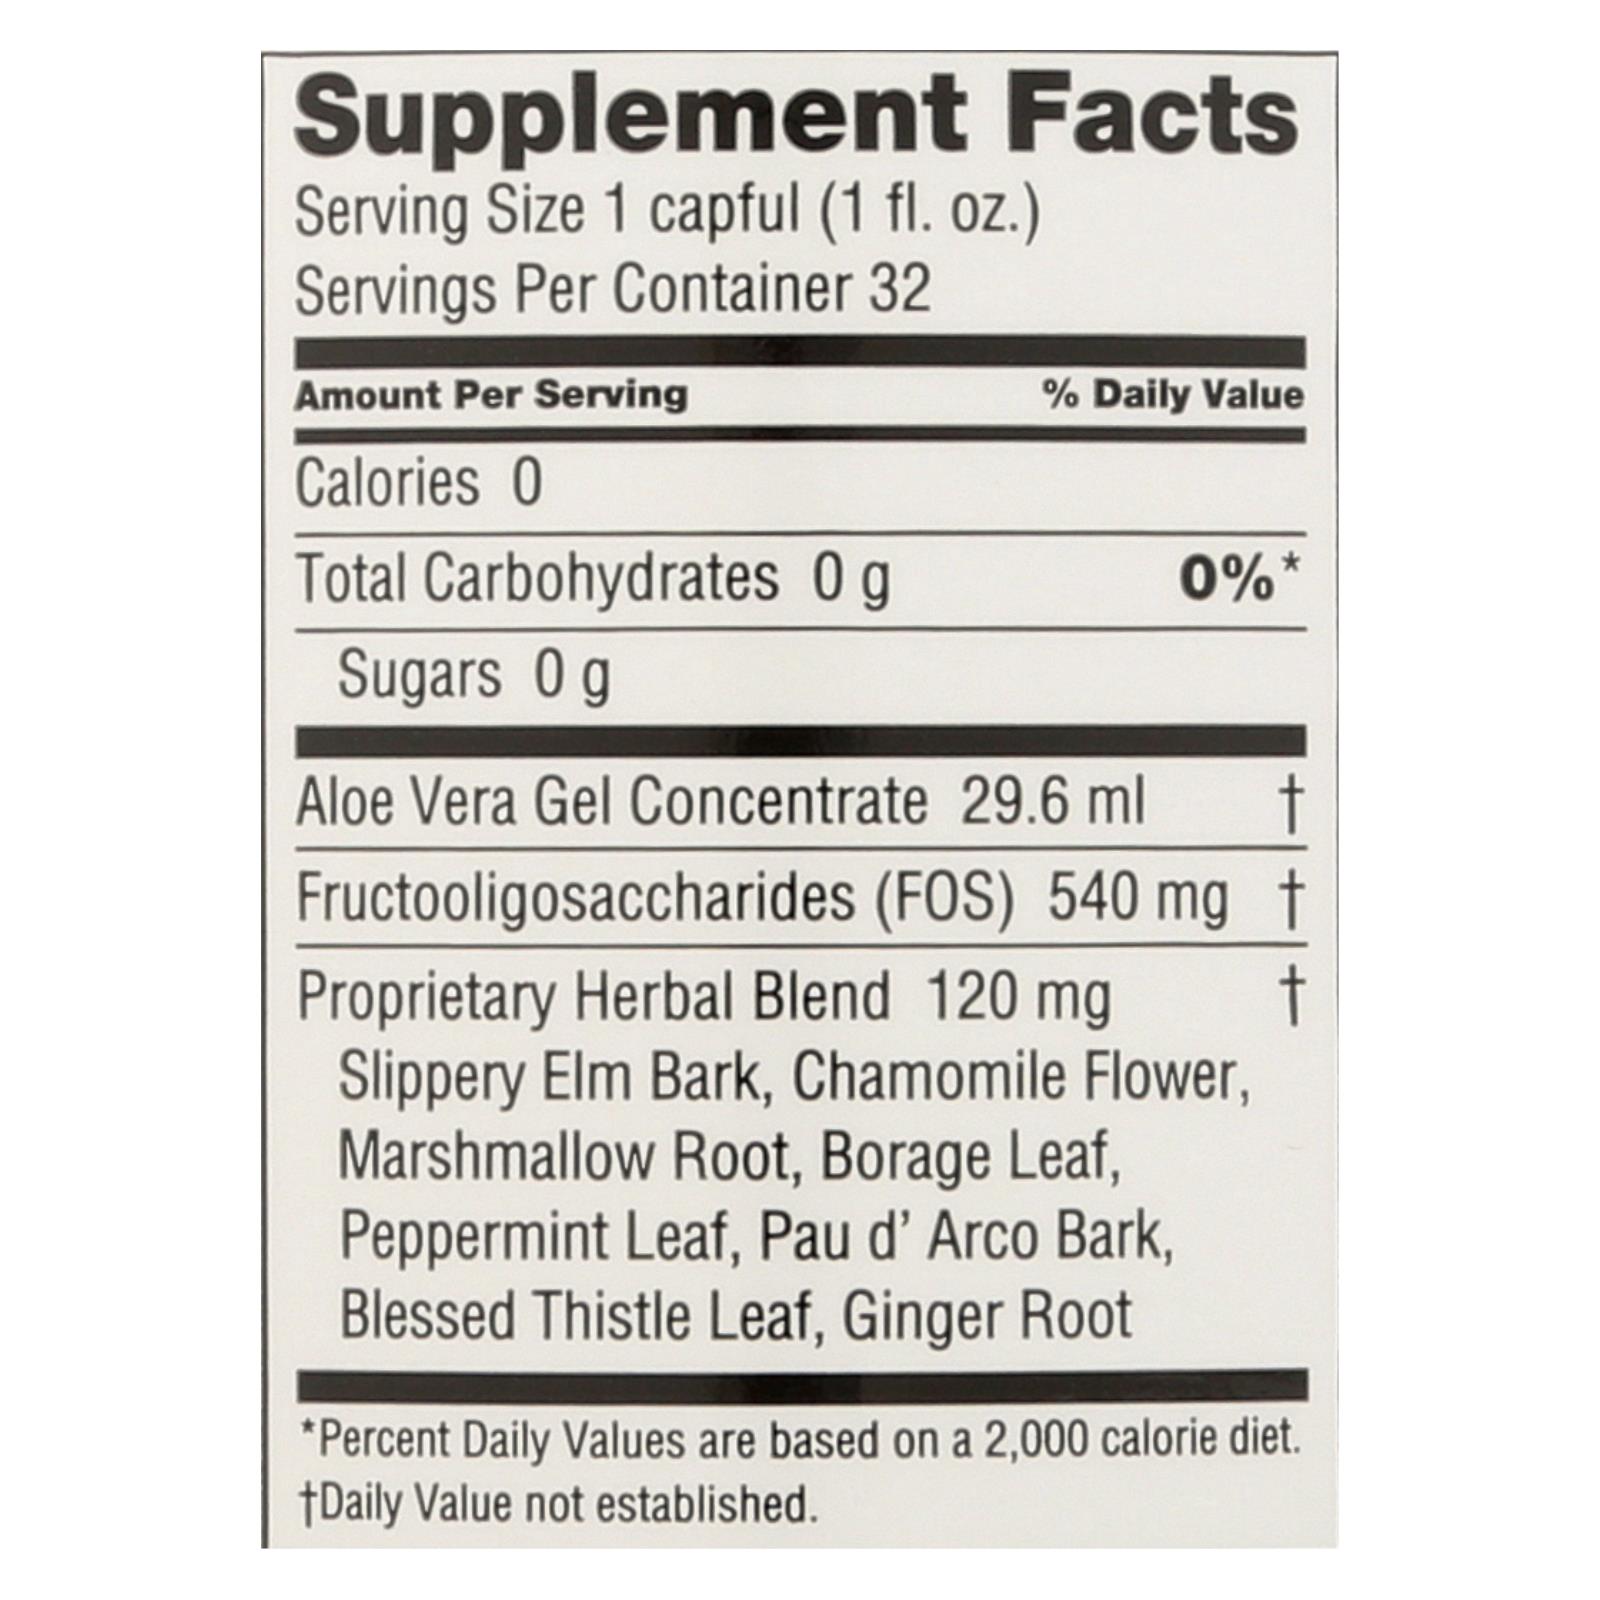 Supplement Facts
Serving Size 1 capful (1 fl. oz.)
Servings Per Container 32
Amount Per Serving % Daily Value
Calories 0
Total Carbohydrates 0 g 0%*
Sugars 0 g
Aloe Vera Gel Concentrate 29.6 ml †
Fructooligosaccharides (FOS) 540 mg †
Proprietary Herbal Blend 120 mg †
Slippery Elm Bark, Chamomile Flower,
Marshmallow Root, Borage Leaf,
Peppermint Leaf, Pau d’ Arco Bark,
Blessed Thistle Leaf, Ginger Root
*Percent Daily Values are based on a 2,000 calorie diet.
†Daily Value not established.